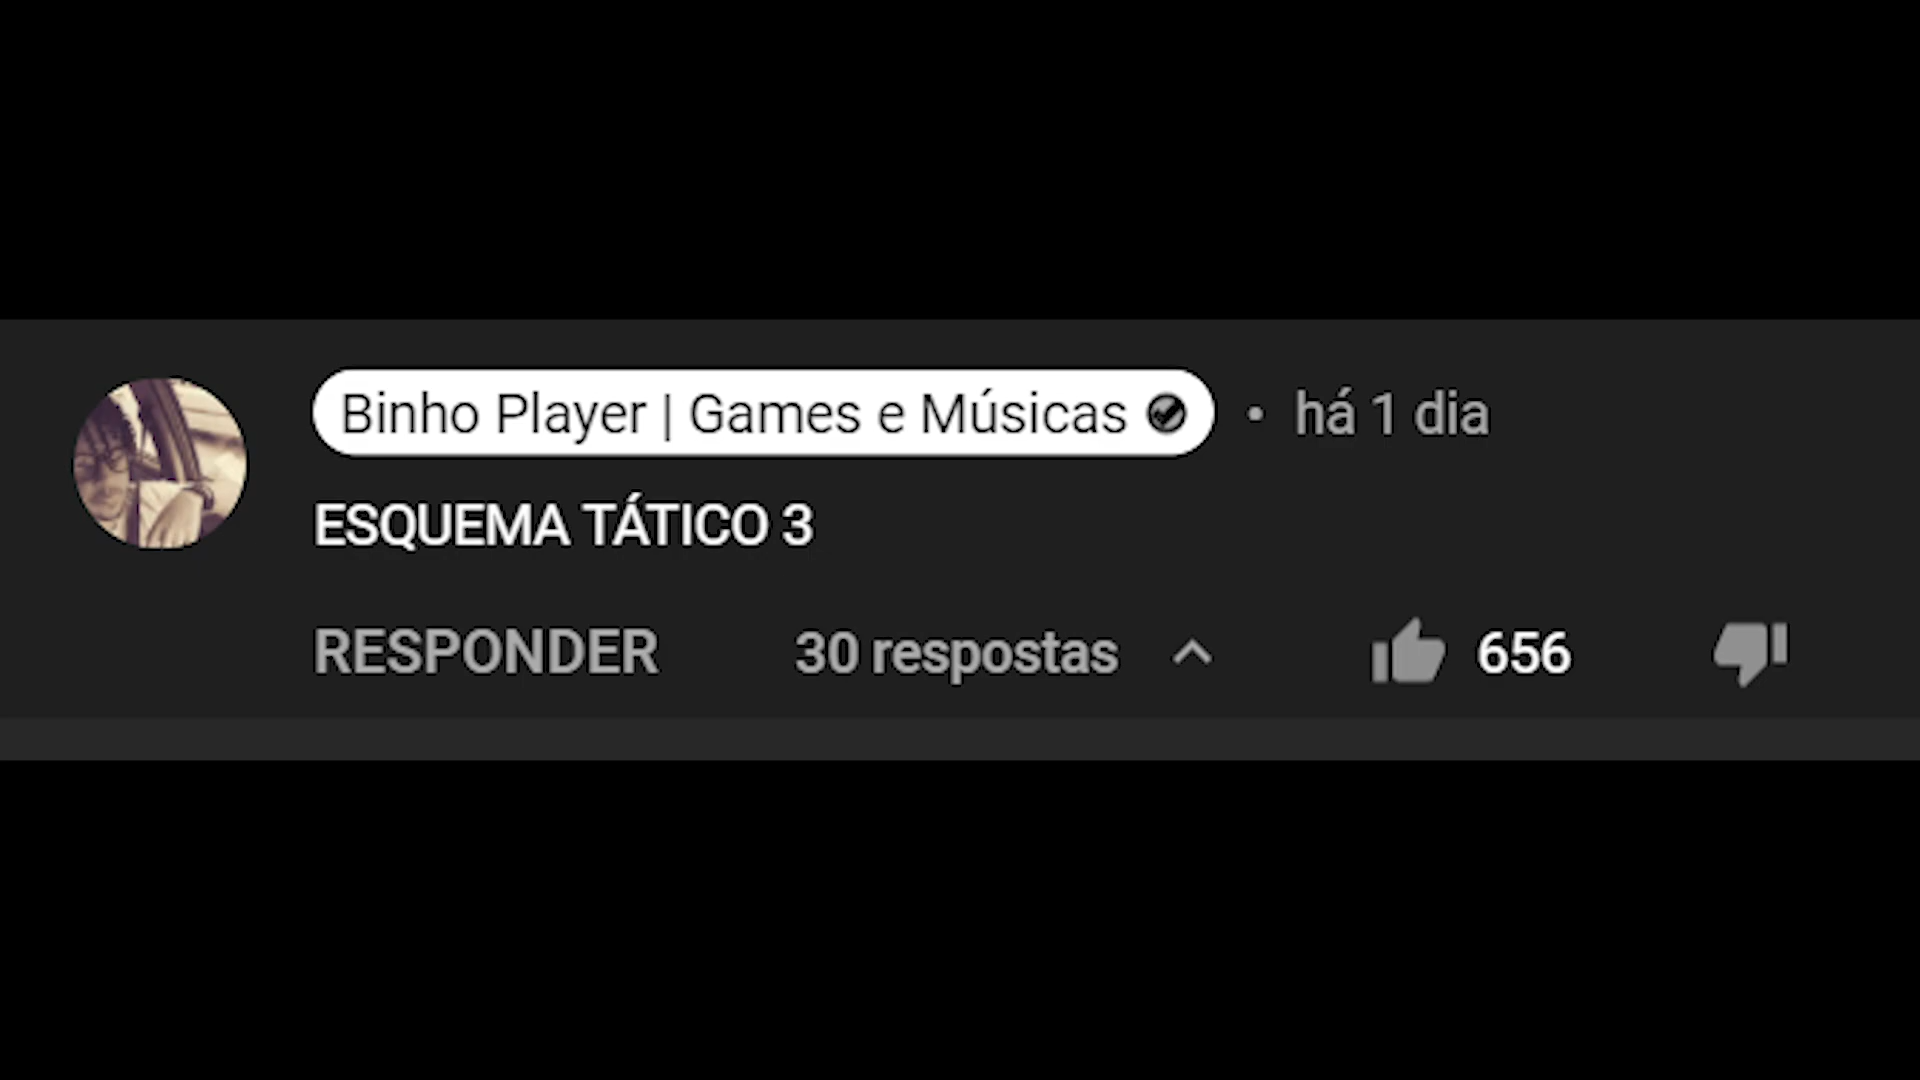 Binho Player | Games e Músicas • há 1 dia
ESQUEMA TÁTICO 3
RESPONDER 30 respostas 656